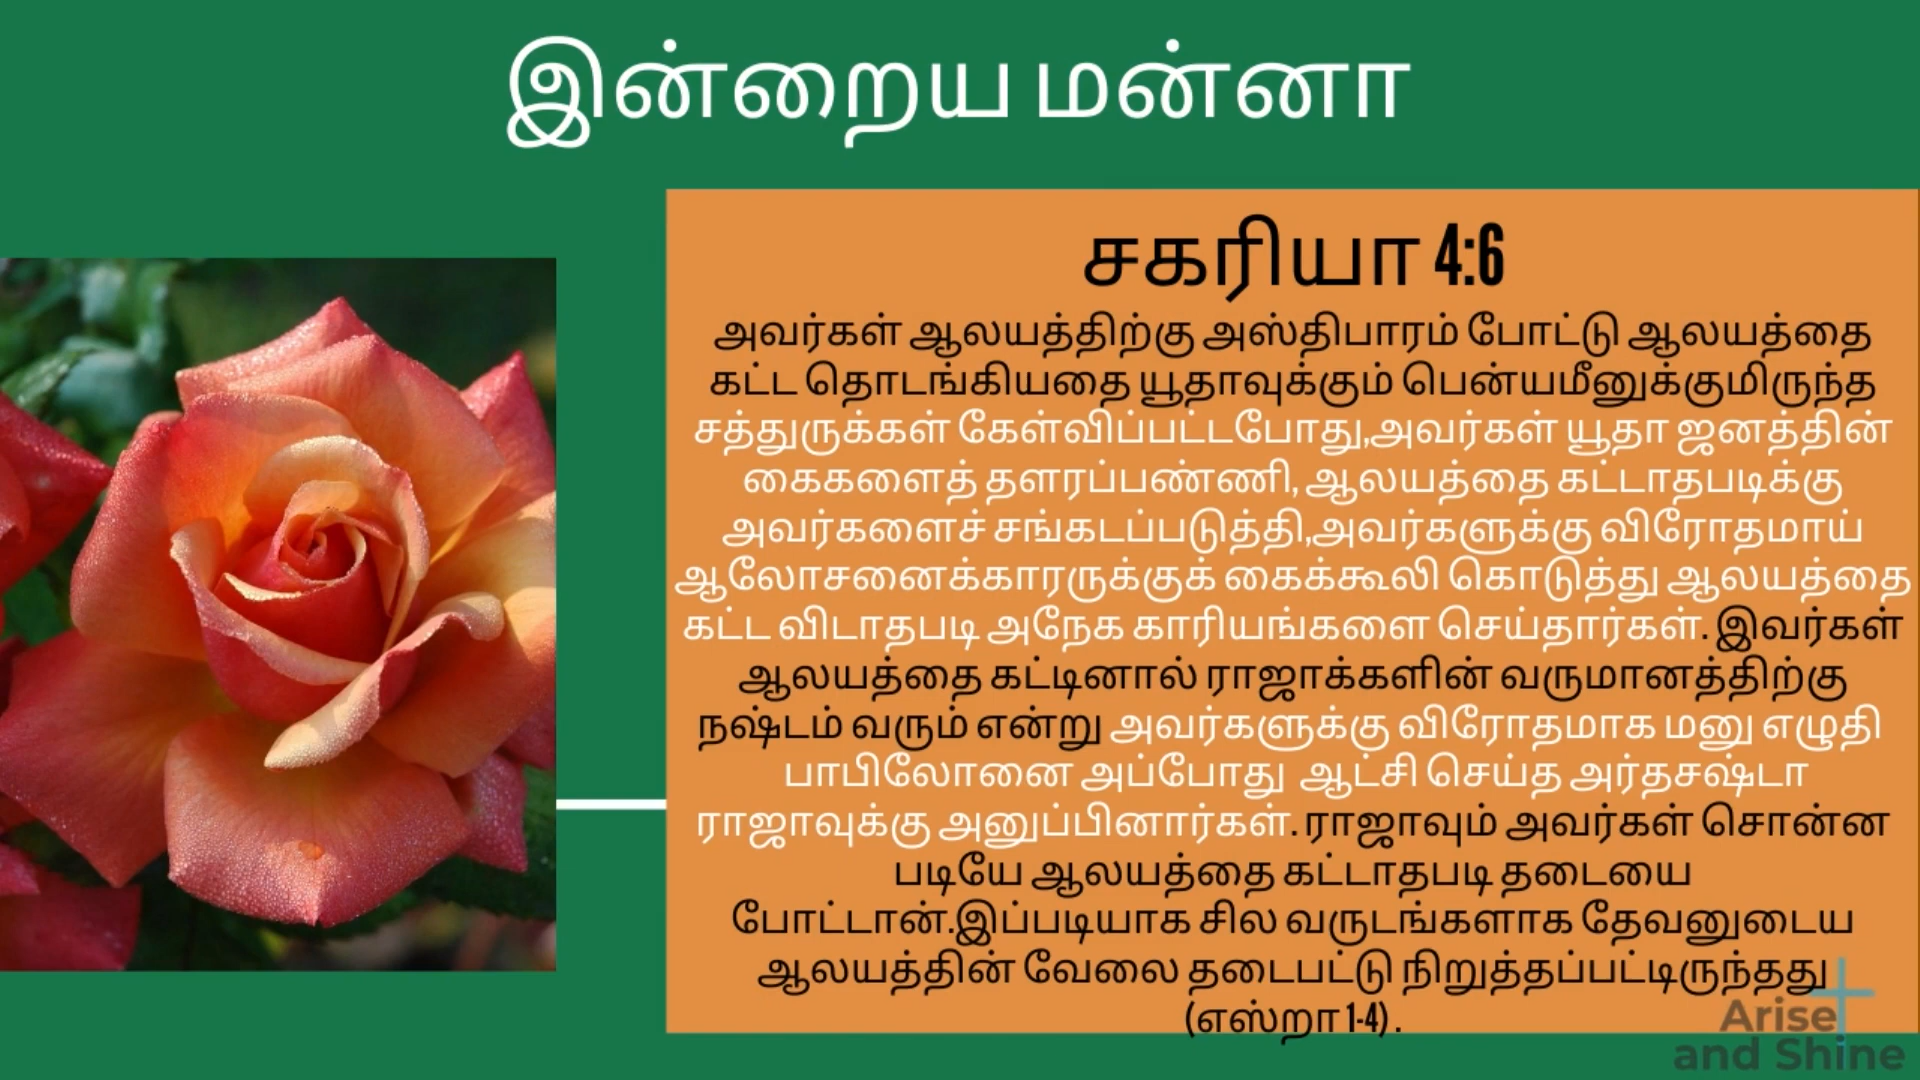 இன்றைய மன்னா
சகரியா 4:6
அவர்கள் ஆலயத்திற்கு அஸ்திபாரம் போட்டு ஆலயத்தை
கட்ட தொடங்கியதை யூதாவுக்கும் பென்யமீனுக்குமிருந்த
சத்துருக்கள் கேள்விப்பட்டபோது,அவர்கள் யூதா ஜனத்தின்
கைகளைத் தளரப்பண்ணி, ஆலயத்தை கட்டாதபடிக்கு
அவர்களைச் சங்கடப்படுத்தி,அவர்களுக்கு விரோதமாய்
ஆலோசனைக்காரருக்குக் கைக்கூலி கொடுத்து ஆலயத்தை
கட்ட விடாதபடி அநேக காரியங்களை செய்தார்கள். இவர்கள்
ஆலயத்தை கட்டினால் ராஜாக்களின் வருமானத்திற்கு
நஷ்டம் வரும் என்று அவர்களுக்கு விரோதமாக மனு எழுதி
பாபிலோனை அப்போது ஆட்சி செய்த அர்தசஷ்டா
ராஜாவுக்கு அனுப்பினார்கள். ராஜாவும் அவர்கள் சொன்ன
படியே ஆலயத்தை கட்டாதபடி தடையை
போட்டான்.இப்படியாக சில வருடங்களாக தேவனுடைய
ஆலயத்தின் வேலை தடைபட்டு நிறுத்தப்பட்டிருந்தது
(எஸ்றா 1-4) .
Arise
and Shine